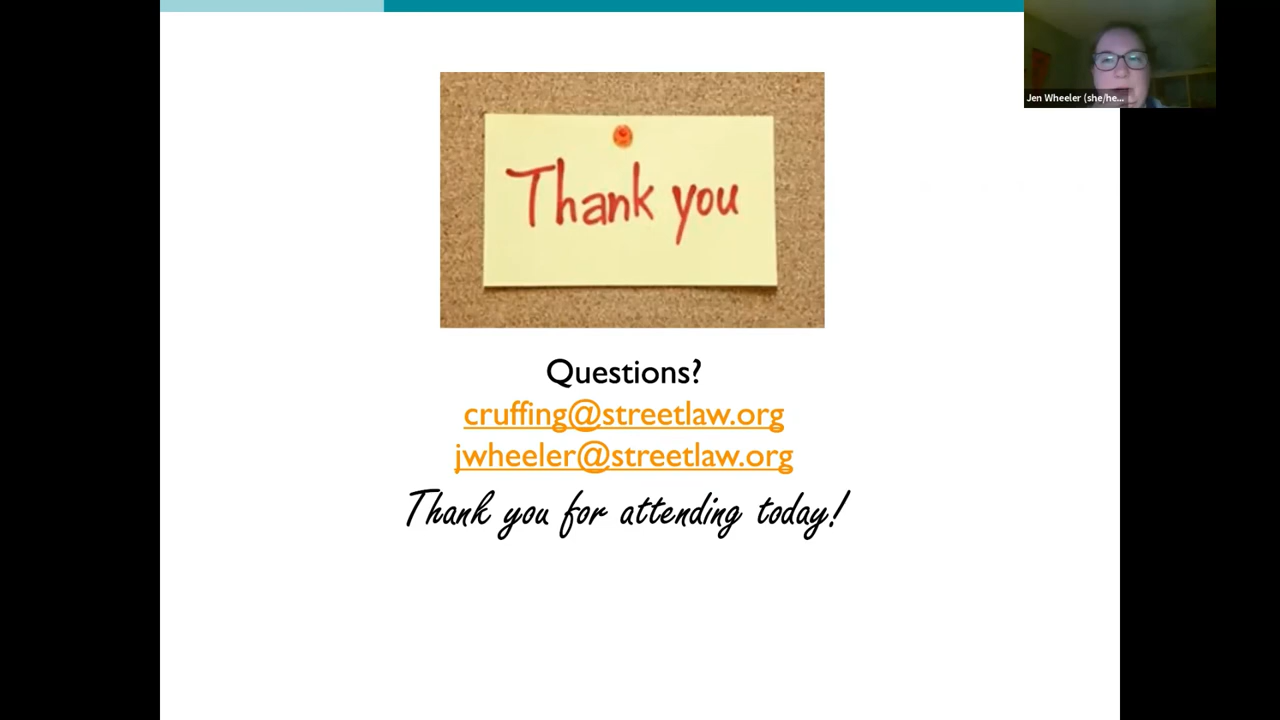 Jen Wheeler (she/he...
Thank you
Questions?
cruffing@streetlaw.org
jwheeler@streetlaw.org
Thank you for attending today!